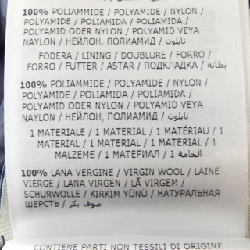 100% POLIAMMIDE / POLYAMIDE / NYLON /
POLYAMIDE / POLIAMIDA / POLIAMIDA /
POLYAMID ODER NYLON / POLYAMID VEYA
NAYLON / НЕЙЛОН, ПОЛИАМИД / نايلون
FODERA / LINING / DOUBLURE / FORRO /
FORRO / FUTTER / ASTAR / ПОДКЛАДКА / بطانة
100% POLIAMMIDE / POLYAMIDE / NYLON /
POLYAMIDE / POLIAMIDA / POLIAMIDA /
POLYAMID ODER NYLON / POLYAMID VEYA
NAYLON / НЕЙЛОН, ПОЛИАМИД / نايلون
1 MATERIALE / 1 MATERIAL / 1 MATÉRIAU / 1
MATERIAL / 1 MATERIAL / 1 MATERIAL / 1
MALZEME / 1 МАТЕРИАЛ / 1 الخامة
100% LANA VERGINE / VIRGIN WOOL / LAINE
VIERGE / LANA VIRGEN / LÃ VIRGEM /
SCHURWOLLE / KIRKIM YÜNÜ / НАТУРАЛЬНАЯ
ШЕРСТЬ / صوف بكر
CONTIENE PARTI NON TESSILI DI ORIGINE